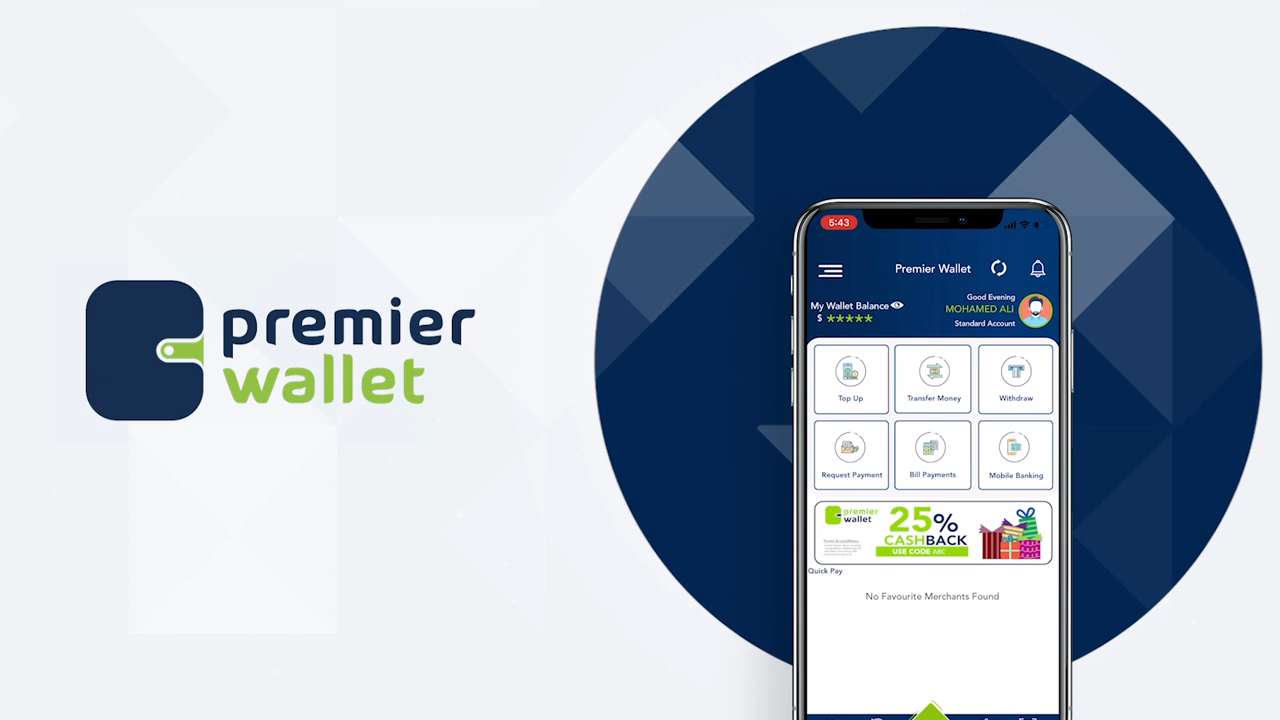 premier
wallet
5:43
Premier Wallet
My Wallet Balance
$ *****
Good Evening
MOHAMED ALI
Standard Account
Top Up
Transfer Money
Withdraw
Request Payment
Bill Payments
Mobile Banking
premier
wallet
Terms & conditions
25%
CASHBACK
USE CODE ABC
Quick Pay
No Favourite Merchants Found